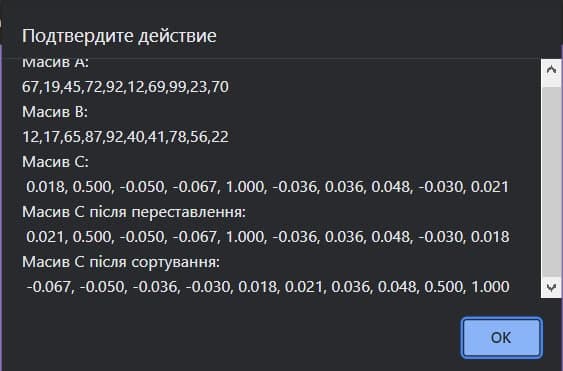 Подтвердите действие
Масив A:
67,19,45,72,92,12,69,99,23,70
Масив B:
12,17,65,87,92,40,41,78,56,22
Масив C:
0.018, 0.500, -0.050, -0.067, 1.000, -0.036, 0.036, 0.048, -0.030, 0.021
Масив C після переставлення:
0.021, 0.500, -0.050, -0.067, 1.000, -0.036, 0.036, 0.048, -0.030, 0.018
Масив C після сортування:
-0.067, -0.050, -0.036, -0.030, 0.018, 0.021, 0.036, 0.048, 0.500, 1.000
ОК